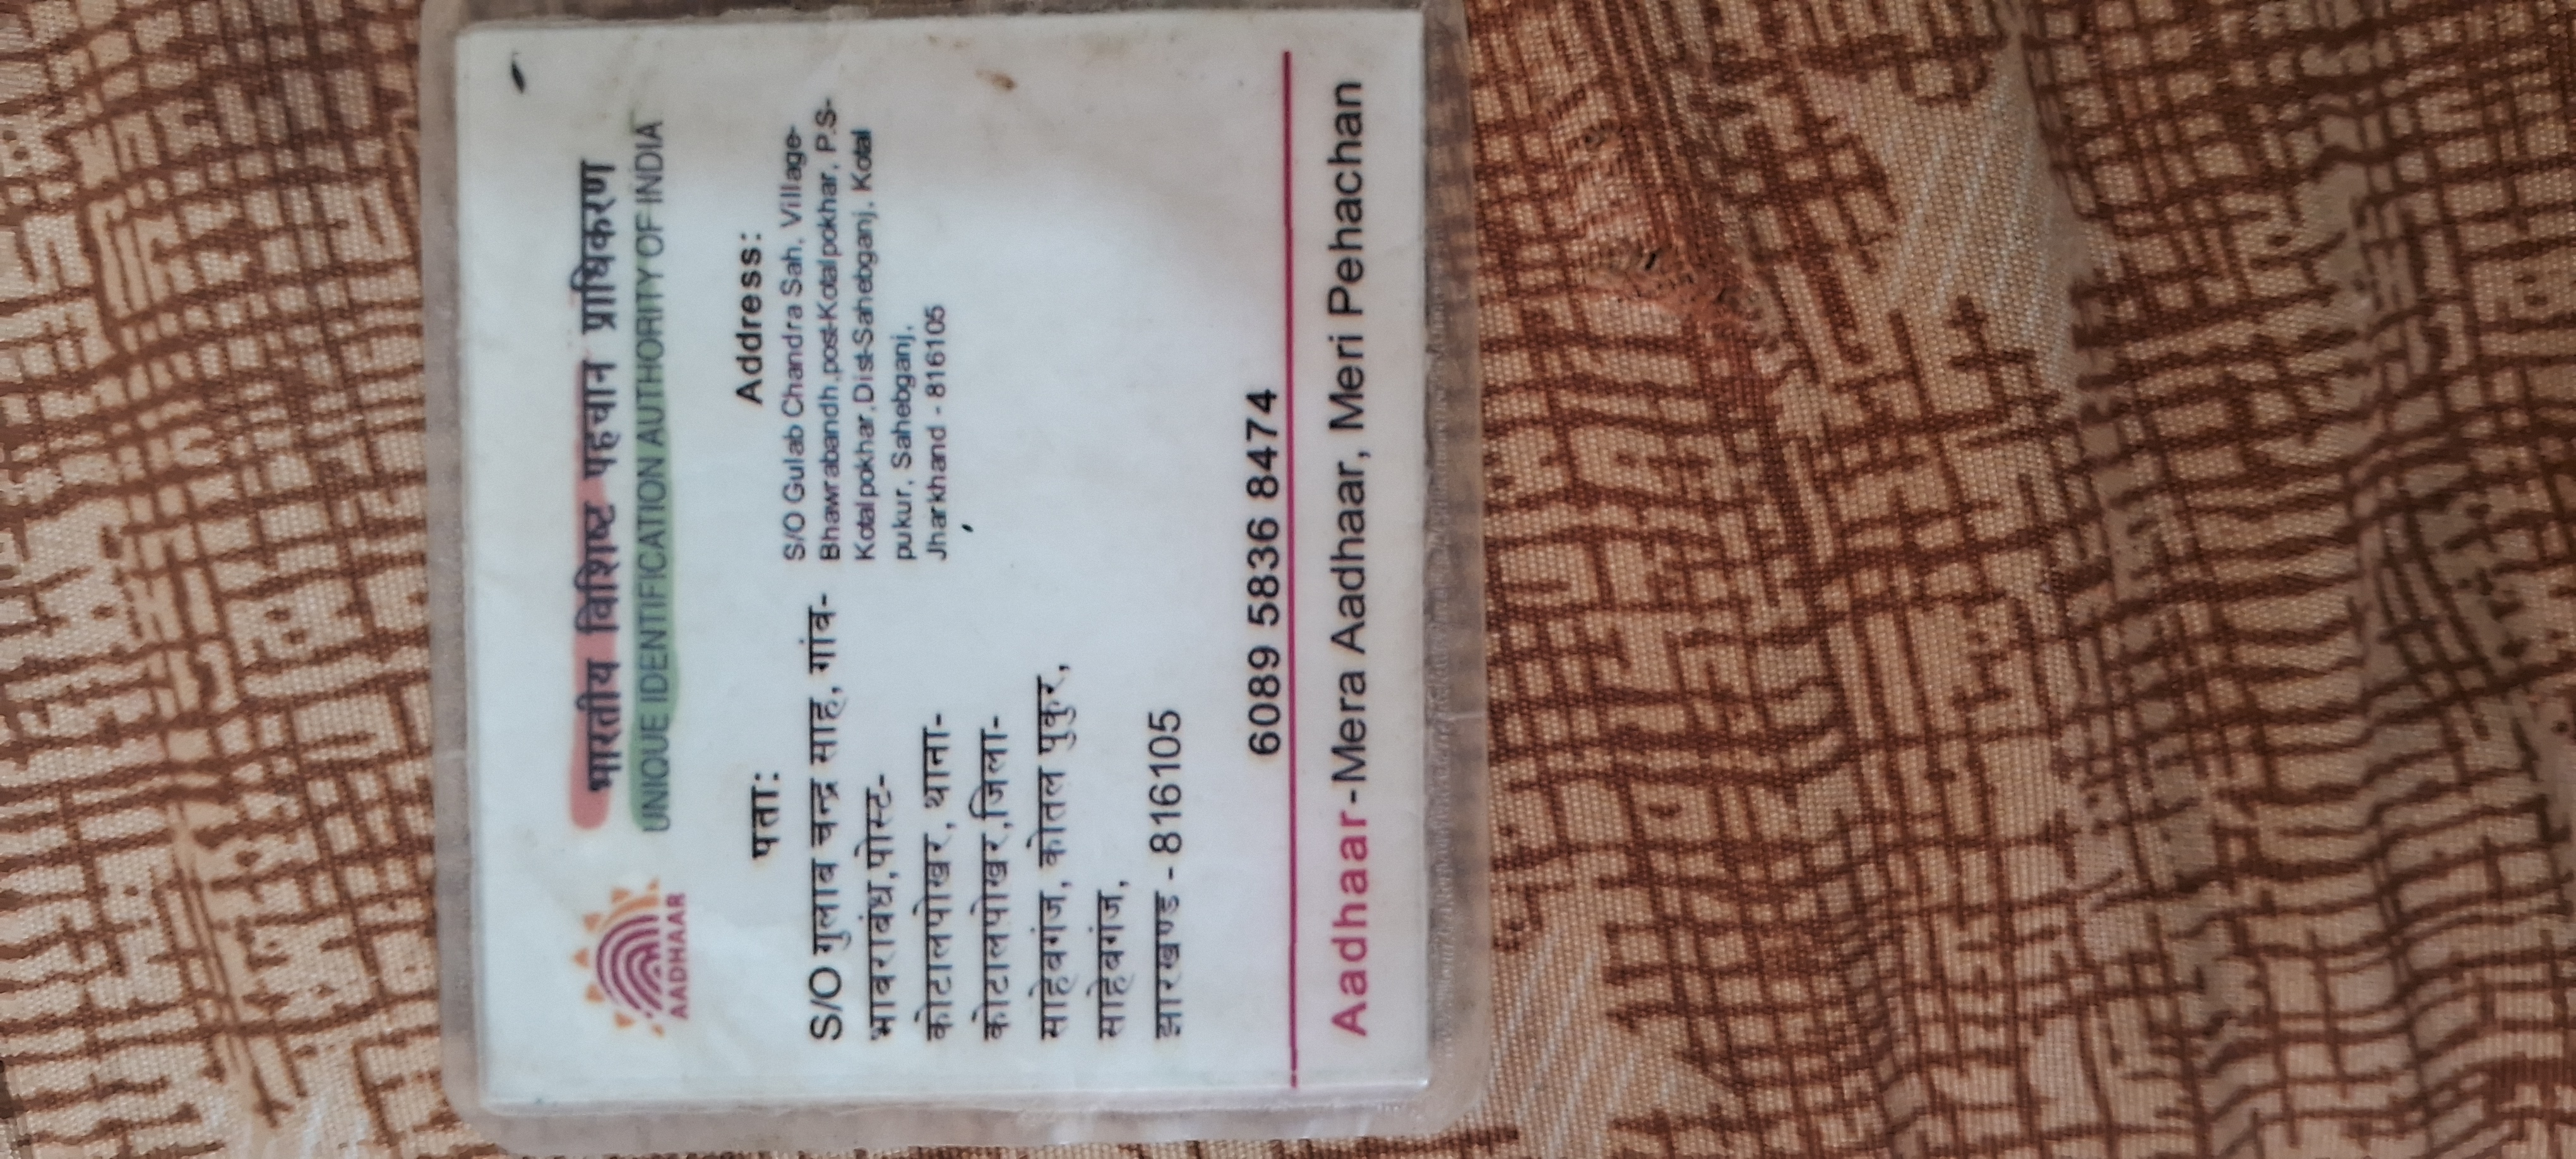 भारतीय विशिष्ट पहचान प्राधिकरण
UNIQUE IDENTIFICATION AUTHORITY OF INDIA
AADHAAR
पता:
S/O गुलाब चन्द्र साह, गांव-
भावराबंध,पोस्ट-
कोटालपोखर, थाना-
कोटालपोखर,जिला-
साहेबगंज, कोतल पुकुर,
साहेबगंज,
झारखण्ड - 816105
Address:
S/O Gulab Chandra Sah, Village-
Bhawrabandh,post-Kotalpokhar, P.S-
Kotalpokhar,Dist-Sahebganj, Kotal
pukur, Sahebganj,
Jharkhand - 816105
6089 5836 8474
Aadhaar-Mera Aadhaar, Meri Pehachan